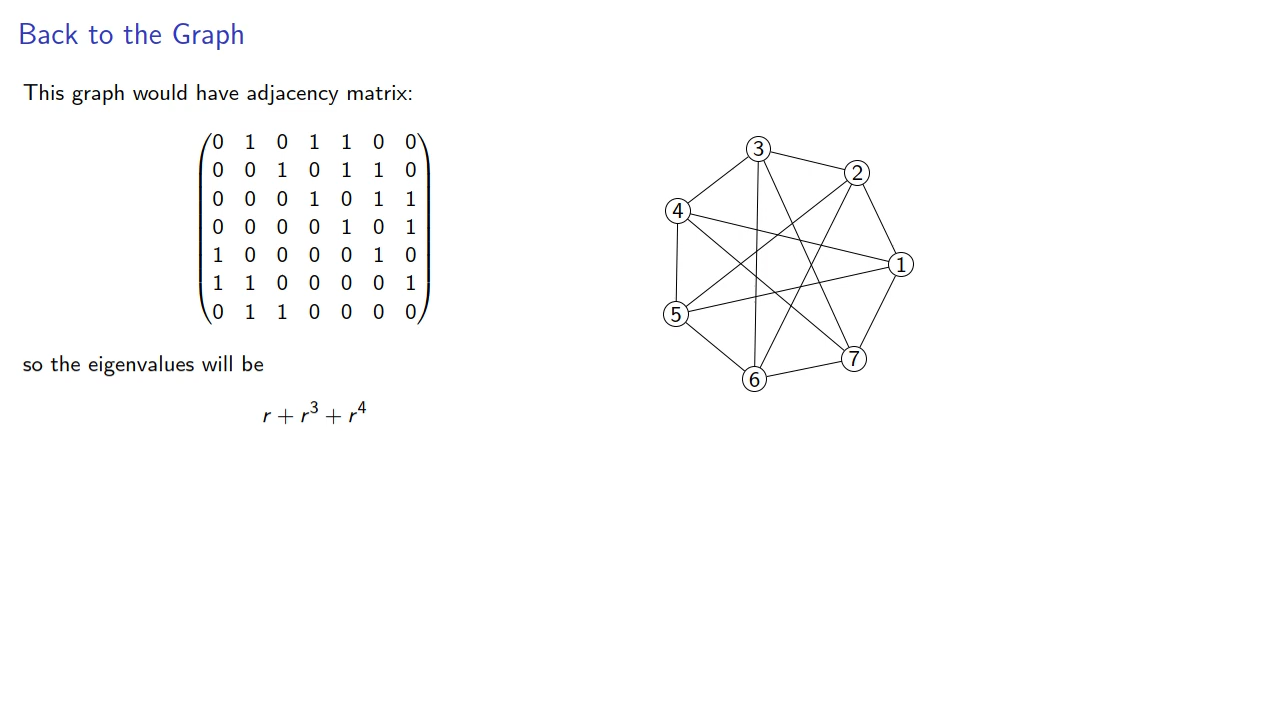 Back to the Graph
This graph would have adjacency matrix:
0 1 0 1 1 0 0
0 0 1 0 1 1 0
0 0 0 1 0 1 1
0 0 0 0 1 0 1
1 0 0 0 0 1 0
1 1 0 0 0 0 1
0 1 1 0 0 0 0
so the eigenvalues will be
r + r³ + r⁴
3
2
4
1
5
7
6